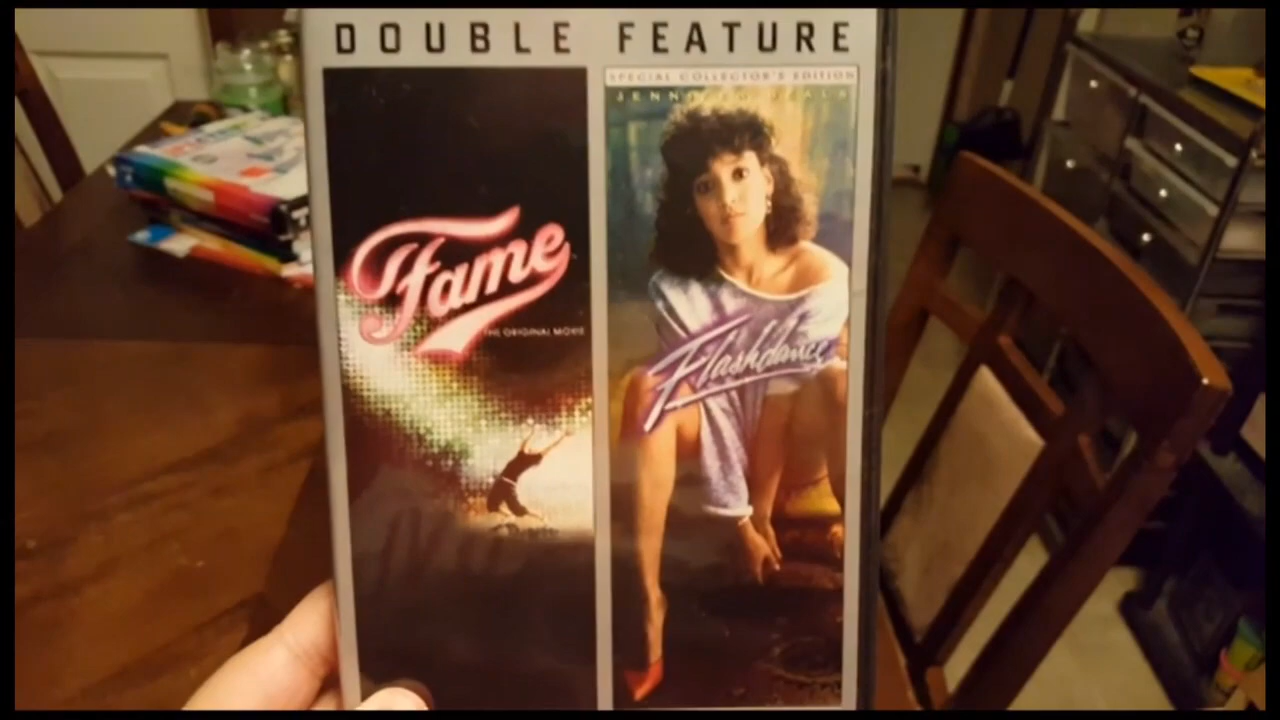 DOUBLE FEATURE
SPECIAL COLLECTOR'S EDITION
Fame
THE ORIGINAL MOVIE
Flashdance